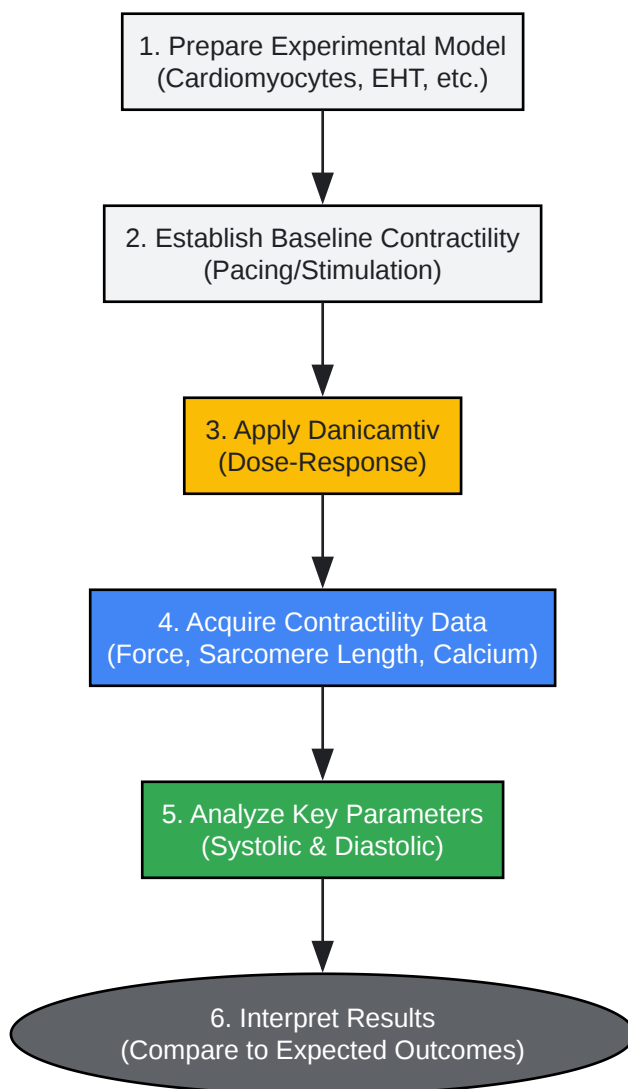 1. Prepare Experimental Model
(Cardiomyocytes, EHT, etc.)
2. Establish Baseline Contractility
(Pacing/Stimulation)
3. Apply Danicamtiv
(Dose-Response)
4. Acquire Contractility Data
(Force, Sarcomere Length, Calcium)
5. Analyze Key Parameters
(Systolic & Diastolic)
6. Interpret Results
(Compare to Expected Outcomes)